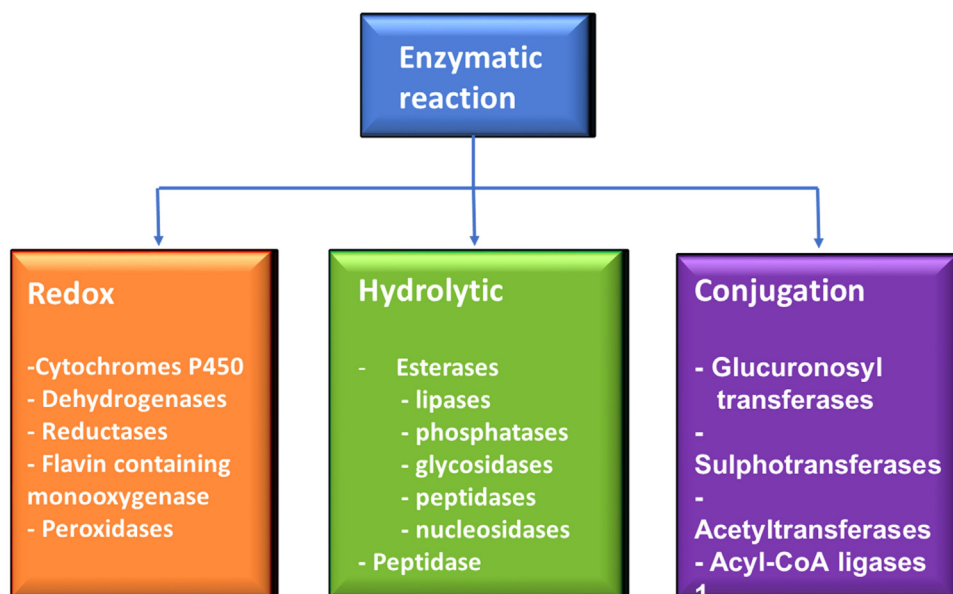 Enzymatic
reaction
Redox
-Cytochromes P450
- Dehydrogenases
- Reductases
- Flavin containing
monooxygenase
- Peroxidases
Hydrolytic
- Esterases
- lipases
- phosphatases
- glycosidases
- peptidases
- nucleosidases
- Peptidase
Conjugation
- Glucuronosyl
transferases
-
Sulphotransferases
-
Acetyltransferases
- Acyl-CoA ligases
1